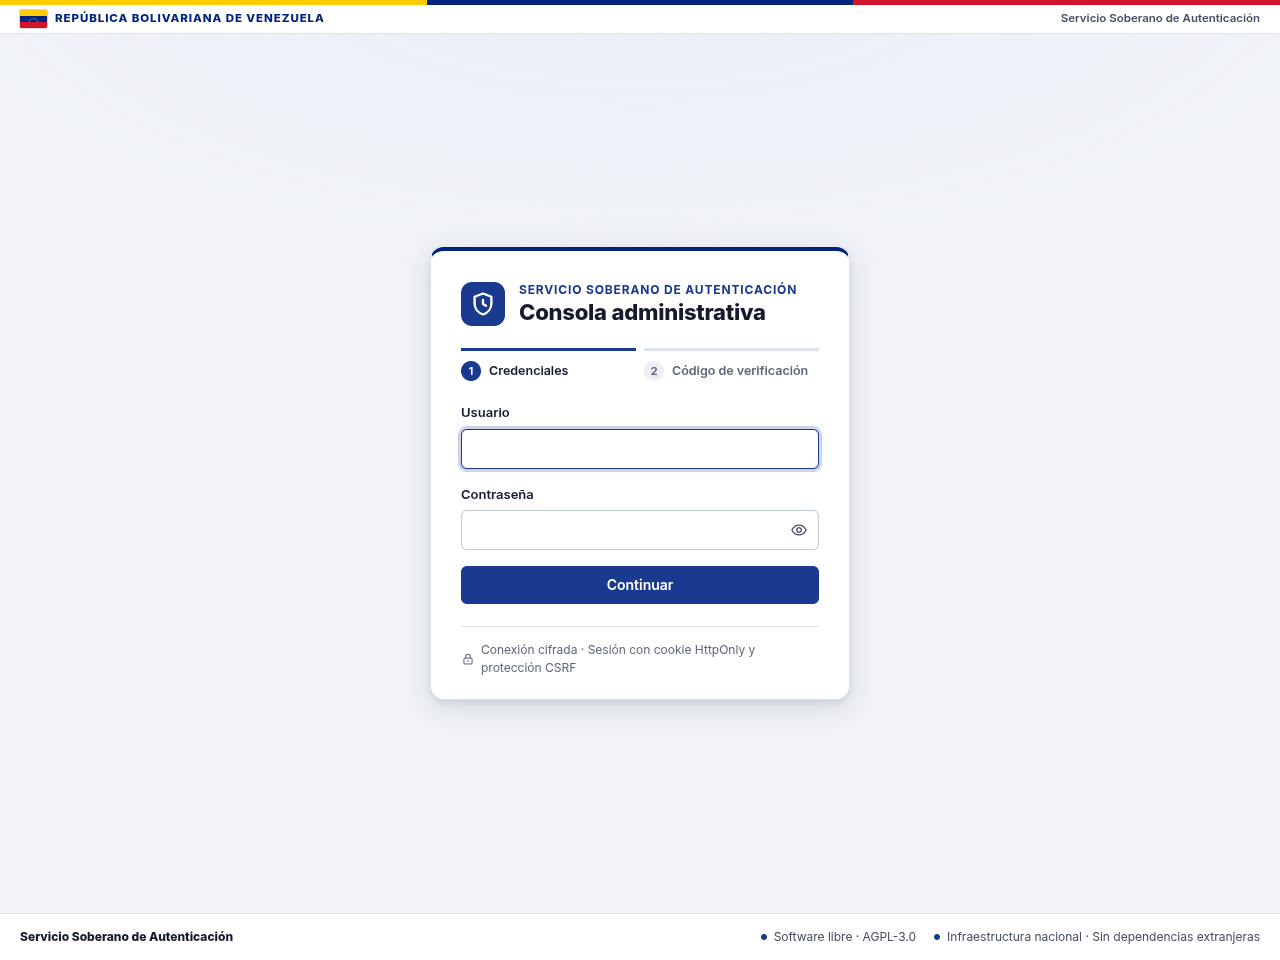 REPÚBLICA BOLIVARIANA DE VENEZUELA
Servicio Soberano de Autenticación
SERVICIO SOBERANO DE AUTENTICACIÓN
Consola administrativa
1 Credenciales
2 Código de verificación
Usuario
Contraseña
Continuar
Conexión cifrada · Sesión con cookie HttpOnly y
protección CSRF
Servicio Soberano de Autenticación
Software libre · AGPL-3.0
Infraestructura nacional · Sin dependencias extranjeras